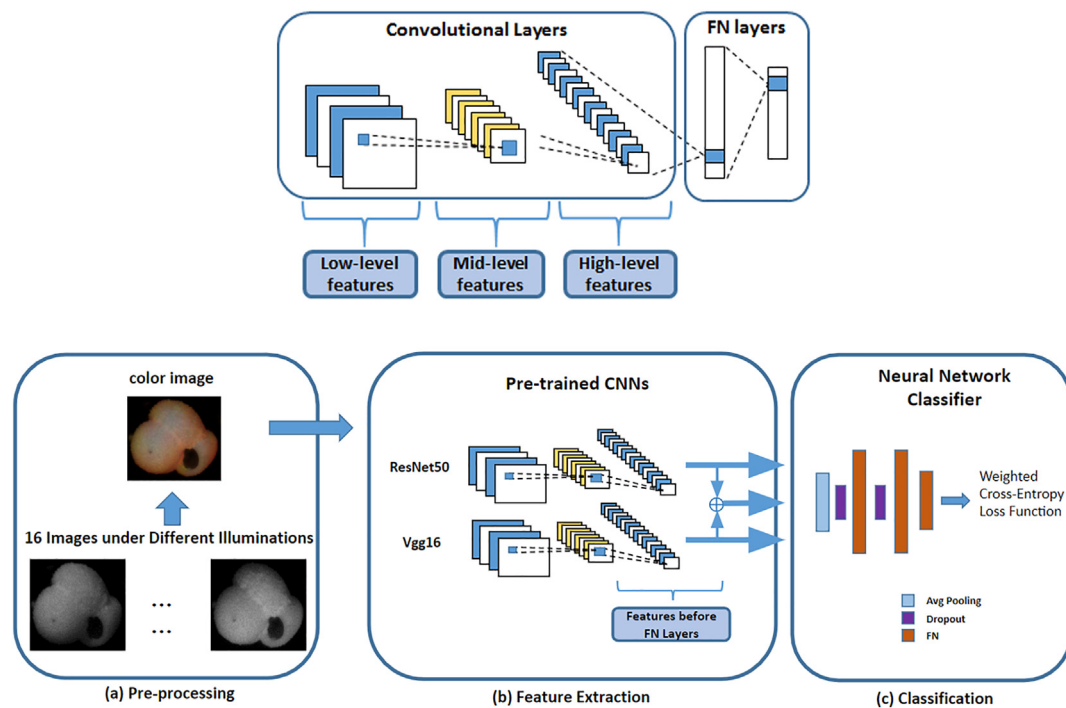 Convolutional Layers
FN layers
Low-level
features
Mid-level
features
High-level
features
color image
16 Images under Different Illuminations
...
...
(a) Pre-processing
Pre-trained CNNs
ResNet50
Vgg16
Features before
FN Layers
(b) Feature Extraction
Neural Network
Classifier
Weighted
Cross-Entropy
Loss Function
Avg Pooling
Dropout
FN
(c) Classification